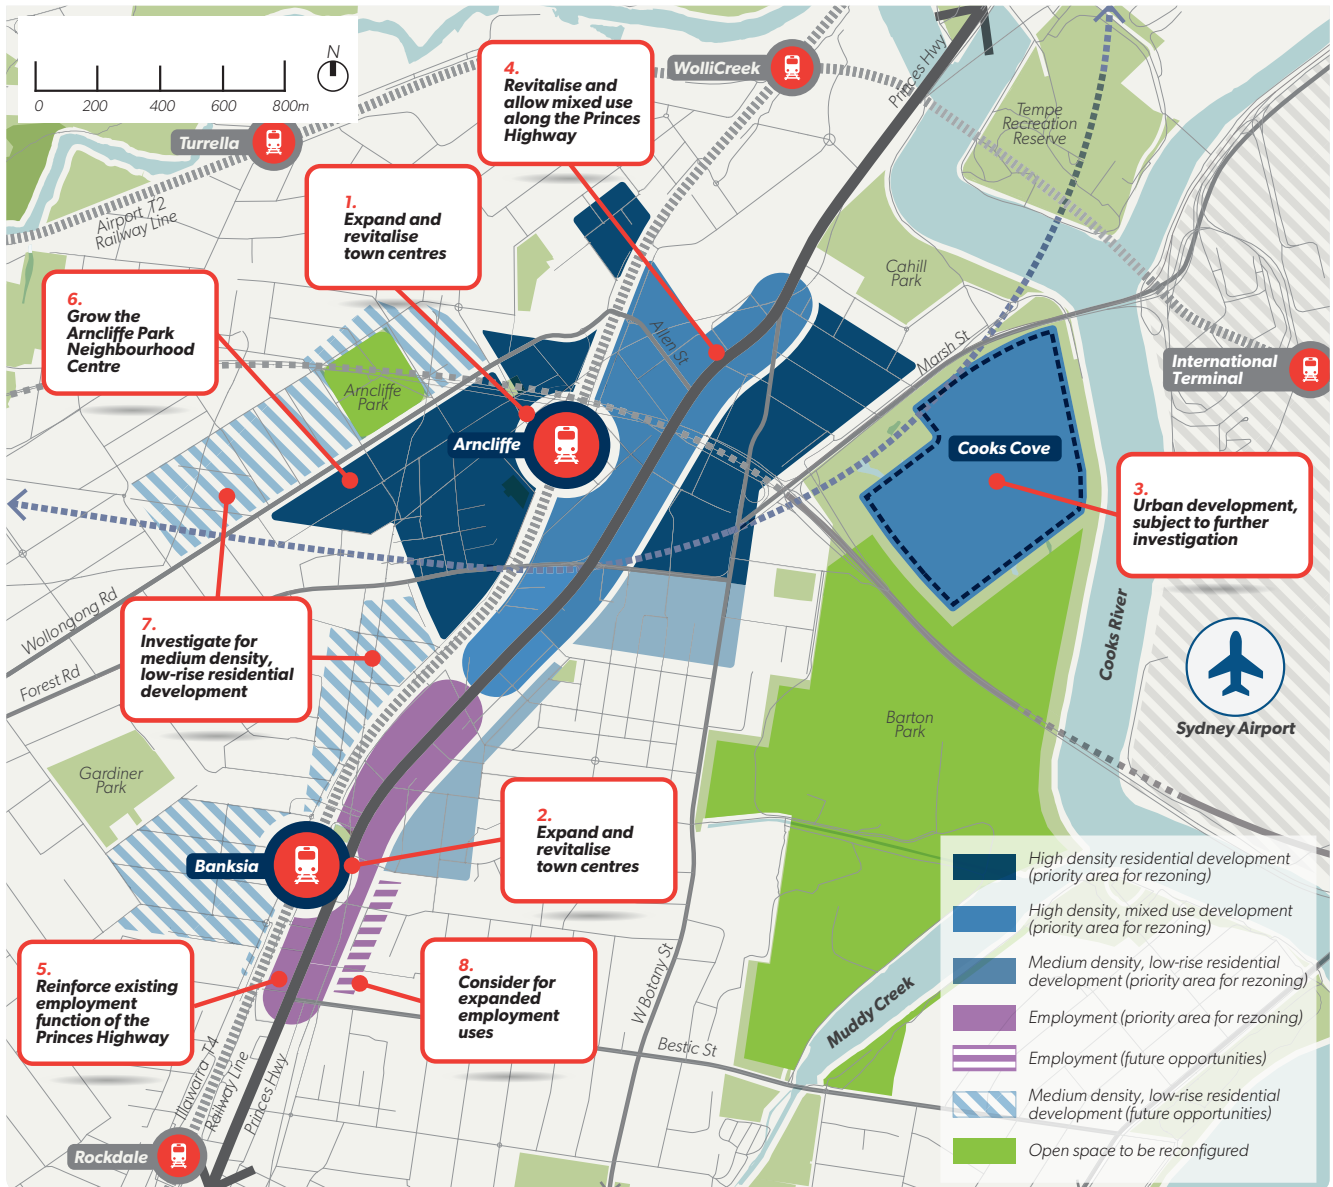 N
0 200 400 600 800m
4.
Revitalise and
allow mixed use
along the Princes
Highway
WolliCreek
Princes Hwy
Tempe
Recreation
Reserve
Turrella
Airport T2
Railway Line
1.
Expand and
revitalise
town centres
Cahill
Park
6.
Grow the
Arncliffe Park
Neighbourhood
Centre
Allen St
Marsh St
International
Terminal
Arncliffe
Park
Arncliffe
Cooks Cove
3.
Urban development,
subject to further
investigation
Wollongong Rd
Forest Rd
7.
Investigate for
medium density,
low-rise residential
development
Cooks River
Sydney Airport
Barton
Park
Gardiner
Park
2.
Expand and
revitalise
town centres
Banksia
5.
Reinforce existing
employment
function of the
Princes Highway
8.
Consider for
expanded
employment
uses
W Botany St
Bestic St
Muddy Creek
Illawarra T4
Railway Line
Princes Hwy
Rockdale
High density residential development
(priority area for rezoning)
High density, mixed use development
(priority area for rezoning)
Medium density, low-rise residential
development (priority area for rezoning)
Employment (priority area for rezoning)
Employment (future opportunities)
Medium density, low-rise residential
development (future opportunities)
Open space to be reconfigured